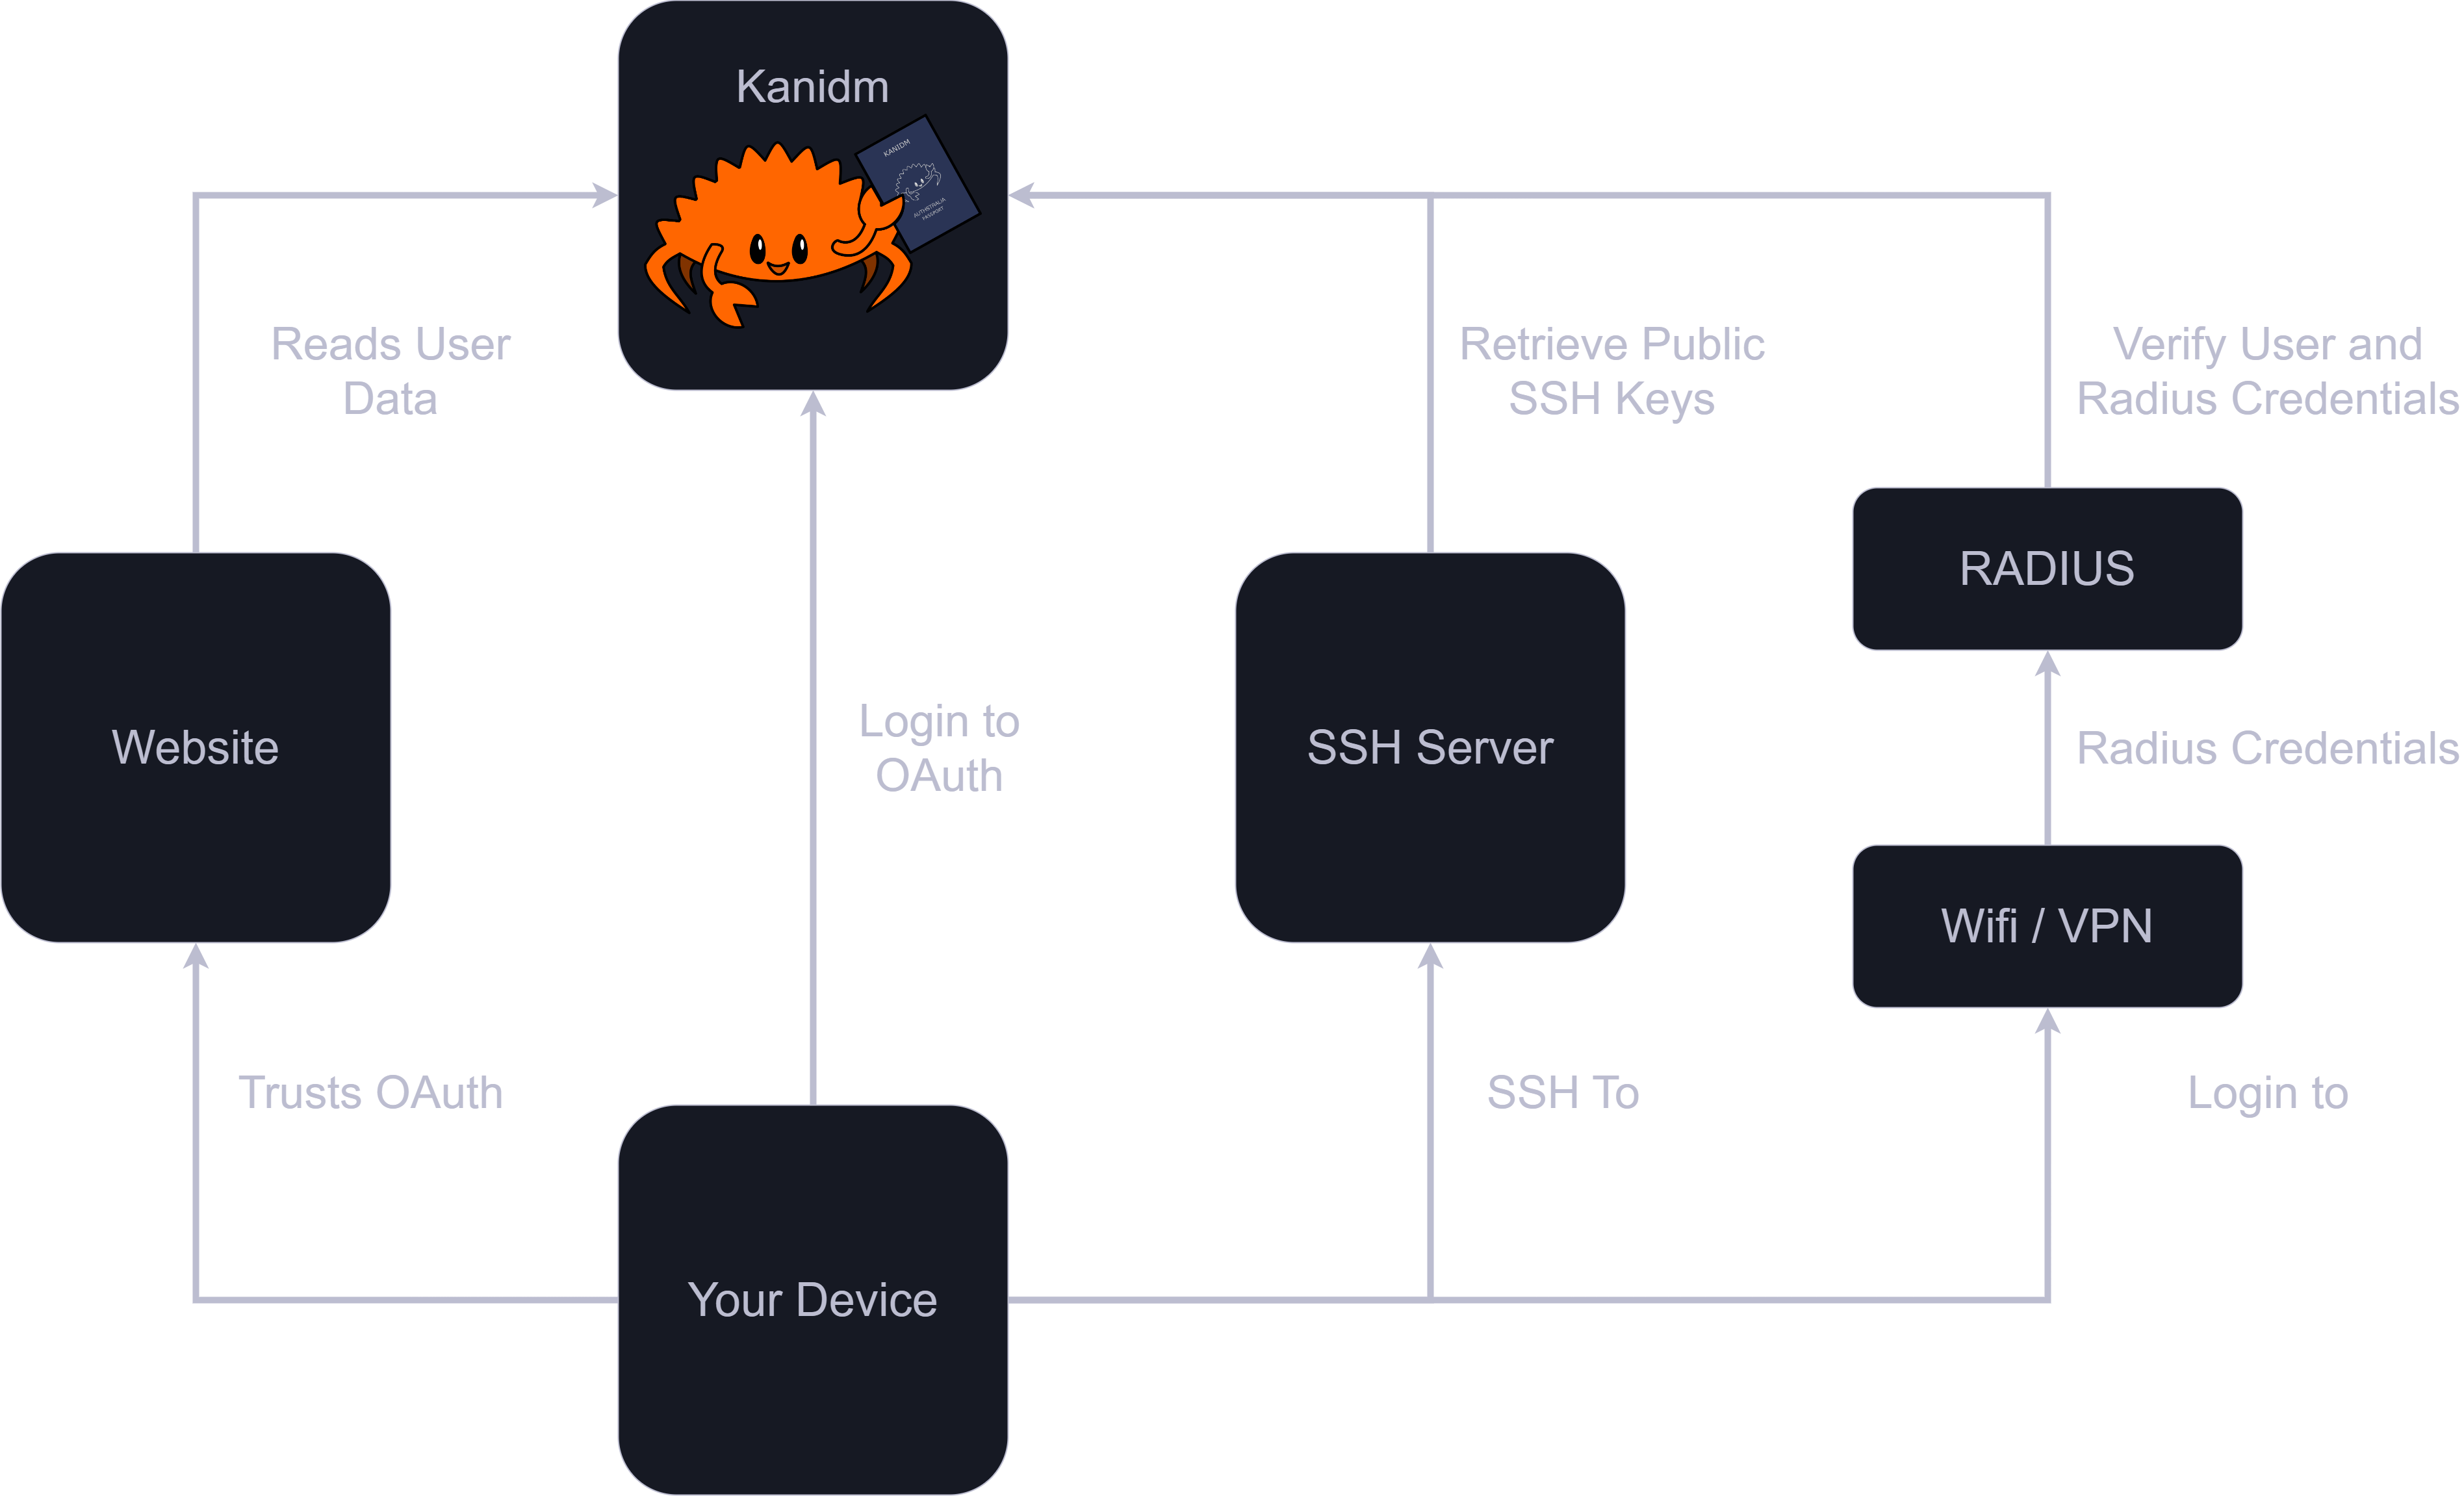 Kanidm
KANIDM
AUTHSTRALIA
PASSPORT
Reads User
Data
Retrieve Public
SSH Keys
Verify User and
Radius Credentials
RADIUS
Website
Login to
OAuth
SSH Server
Radius Credentials
Wifi / VPN
Trusts OAuth
SSH To
Login to
Your Device